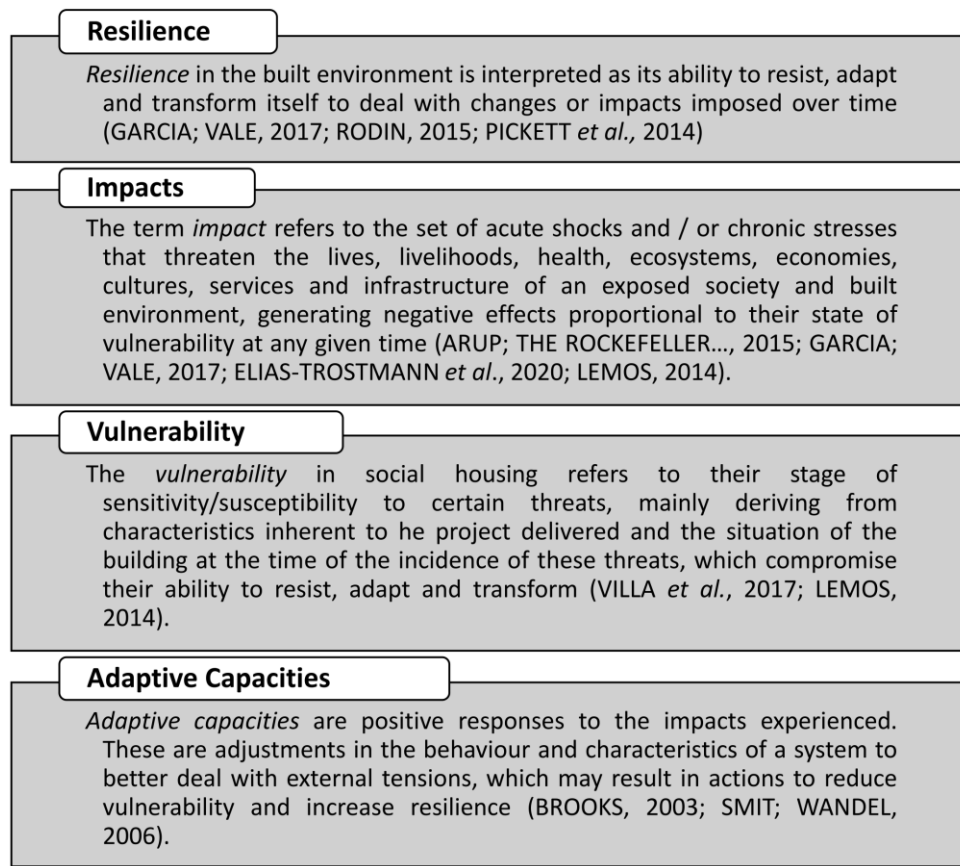 Resilience
Resilience in the built environment is interpreted as its ability to resist, adapt
and transform itself to deal with changes or impacts imposed over time
(GARCIA; VALE, 2017; RODIN, 2015; PICKETT et al., 2014)
Impacts
The term impact refers to the set of acute shocks and / or chronic stresses
that threaten the lives, livelihoods, health, ecosystems, economies,
cultures, services and infrastructure of an exposed society and built
environment, generating negative effects proportional to their state of
vulnerability at any given time (ARUP; THE ROCKEFELLER..., 2015; GARCIA;
VALE, 2017; ELIAS-TROSTMANN et al., 2020; LEMOS, 2014).
Vulnerability
The vulnerability in social housing refers to their stage of
sensitivity/susceptibility to certain threats, mainly deriving from
characteristics inherent to he project delivered and the situation of the
building at the time of the incidence of these threats, which compromise
their ability to resist, adapt and transform (VILLA et al., 2017; LEMOS,
2014).
Adaptive Capacities
Adaptive capacities are positive responses to the impacts experienced.
These are adjustments in the behaviour and characteristics of a system to
better deal with external tensions, which may result in actions to reduce
vulnerability and increase resilience (BROOKS, 2003; SMIT; WANDEL,
2006).